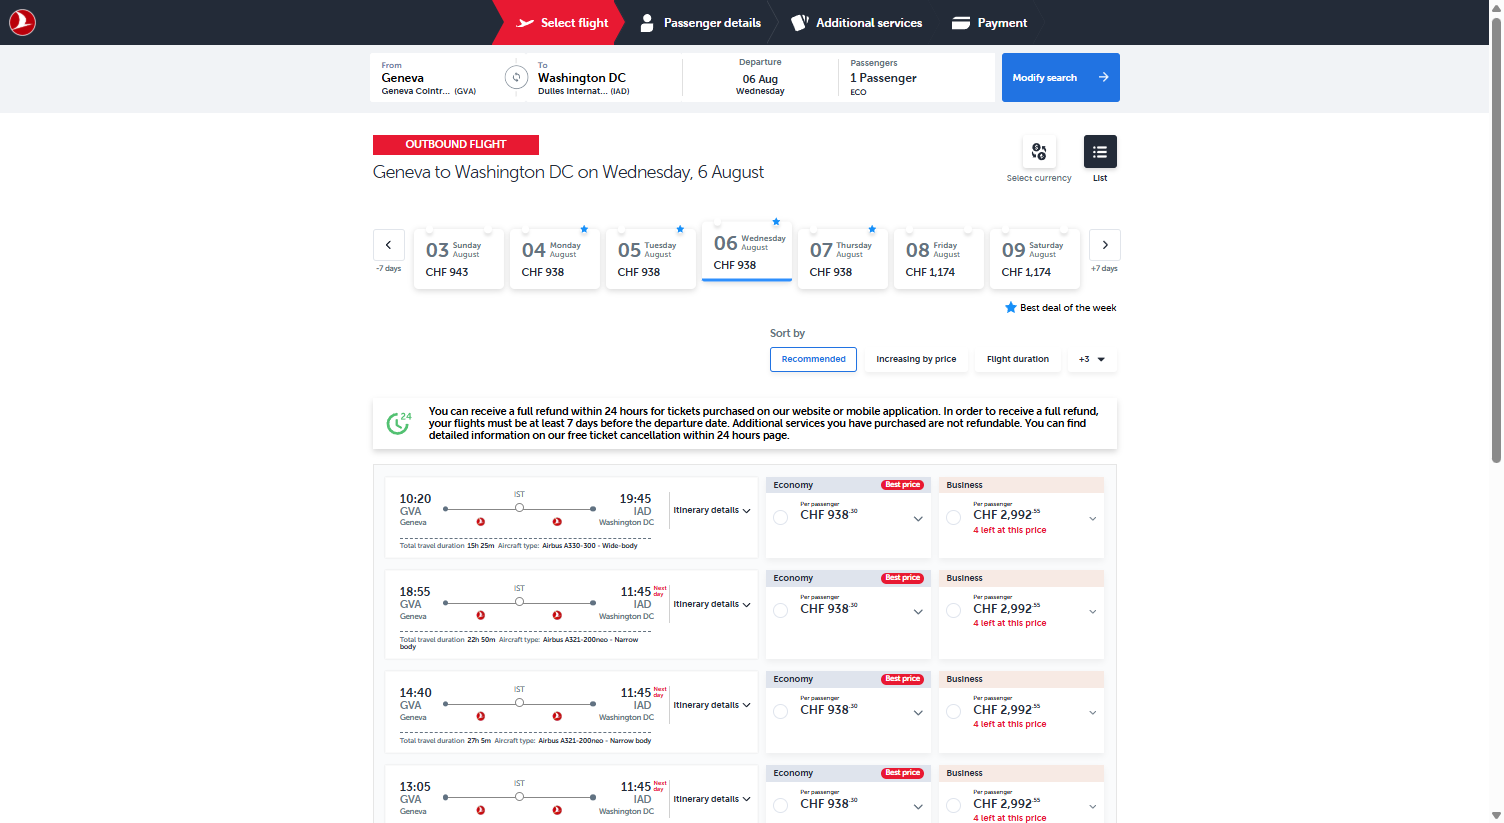 Select flight
Passenger details
Additional services
Payment
From
Geneva
Geneva Cointr... (GVA)
To
Washington DC
Dulles Internat... (IAD)
Departure
06 Aug
Wednesday
Passengers
1 Passenger
ECO
Modify search
OUTBOUND FLIGHT
Geneva to Washington DC on Wednesday, 6 August
Select currency
List
-7 days
03 Sunday August
CHF 943
04 Monday August
CHF 938
05 Tuesday August
CHF 938
06 Wednesday August
CHF 938
07 Thursday August
CHF 938
08 Friday August
CHF 1,174
09 Saturday August
CHF 1,174
+7 days
Best deal of the week
Sort by
Recommended
Increasing by price
Flight duration
+3
24
You can receive a full refund within 24 hours for tickets purchased on our website or mobile application. In order to receive a full refund,
your flights must be at least 7 days before the departure date. Additional services you have purchased are not refundable. You can find
detailed information on our free ticket cancellation within 24 hours page.
10:20
GVA
Geneva
IST
19:45
IAD
Washington DC
Itinerary details
Total travel duration 15h 25m Aircraft type: Airbus A330-300 - Wide-body
Economy
Best price
Per passenger
CHF 938.30
Business
Per passenger
CHF 2,992.55
4 left at this price
18:55
GVA
Geneva
IST
11:45 Next day
IAD
Washington DC
Itinerary details
Total travel duration 22h 50m Aircraft type: Airbus A321-200neo - Narrow
body
Economy
Best price
Per passenger
CHF 938.30
Business
Per passenger
CHF 2,992.55
4 left at this price
14:40
GVA
Geneva
IST
11:45 Next day
IAD
Washington DC
Itinerary details
Total travel duration 27h 5m Aircraft type: Airbus A321-200neo - Narrow body
Economy
Best price
Per passenger
CHF 938.30
Business
Per passenger
CHF 2,992.55
4 left at this price
13:05
GVA
Geneva
IST
11:45 Next day
IAD
Washington DC
Itinerary details
Economy
Best price
Per passenger
CHF 938.30
Business
Per passenger
CHF 2,992.55
4 left at this price